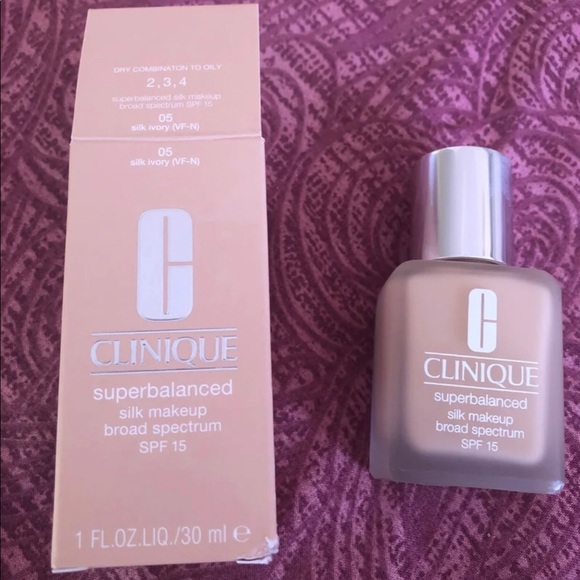 DRY COMBINATON TO OILY
2,3,4
superbalanced silk makeup
broad spectrum SPF 15
05
silk ivory (VF-N)
05
silk ivory (VF-N)
C
CLINIQUE
superbalanced
silk makeup
broad spectrum
SPF 15
1 FL.OZ.LIQ./30 ml ℮
C
CLINIQUE
superbalanced
silk makeup
broad spectrum
SPF 15